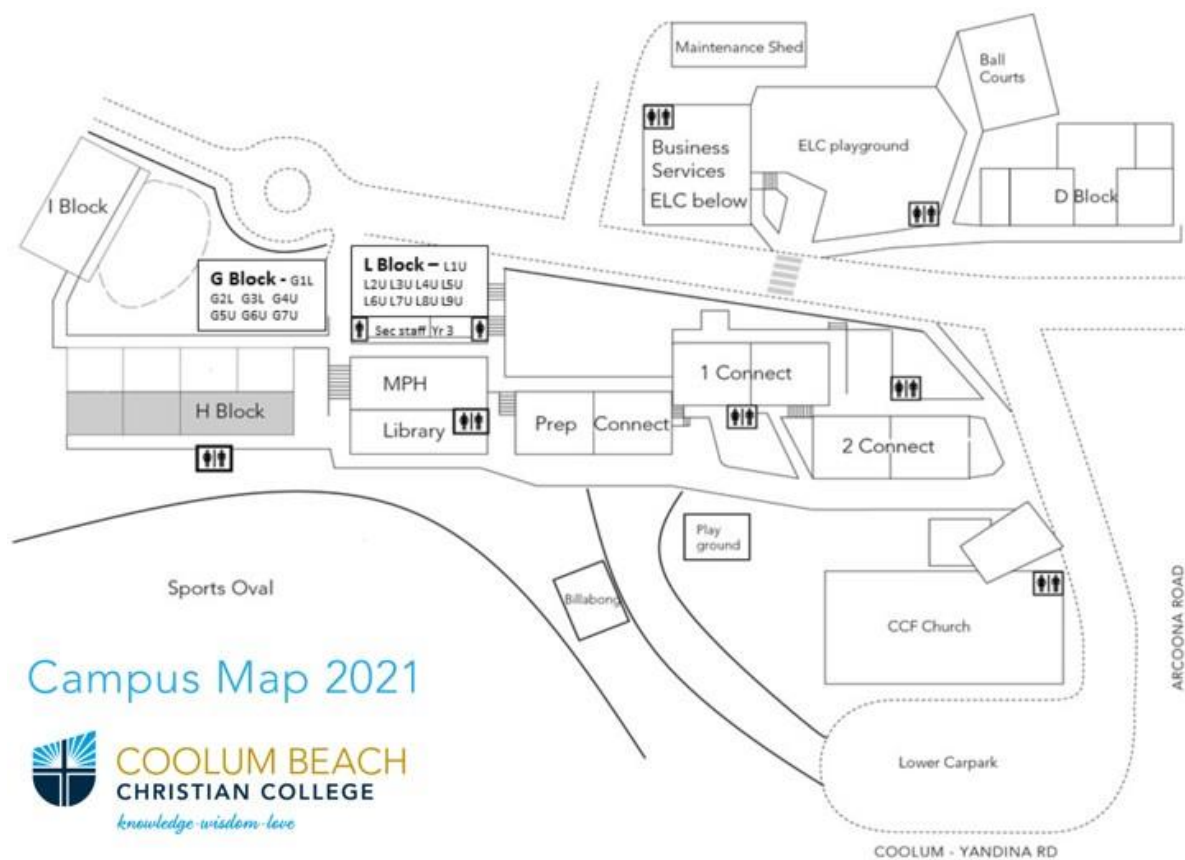 Maintenance Shed
Ball
Courts
Business
Services
ELC below
ELC playground
D Block
I Block
G Block - G1L
G2L G3L G4U
G5U G6U G7U
L Block – L1U
L2U L3U L4U L5U
L6U L7U L8U L9U
Sec staff Yr 3
MPH
Library
H Block
Prep
Connect
1 Connect
2 Connect
Play
ground
Billabong
Sports Oval
CCF Church
Lower Carpark
ARCOONA ROAD
COOLUM - YANDINA RD
Campus Map 2021
COOLUM BEACH
CHRISTIAN COLLEGE
knowledge-wisdom-love